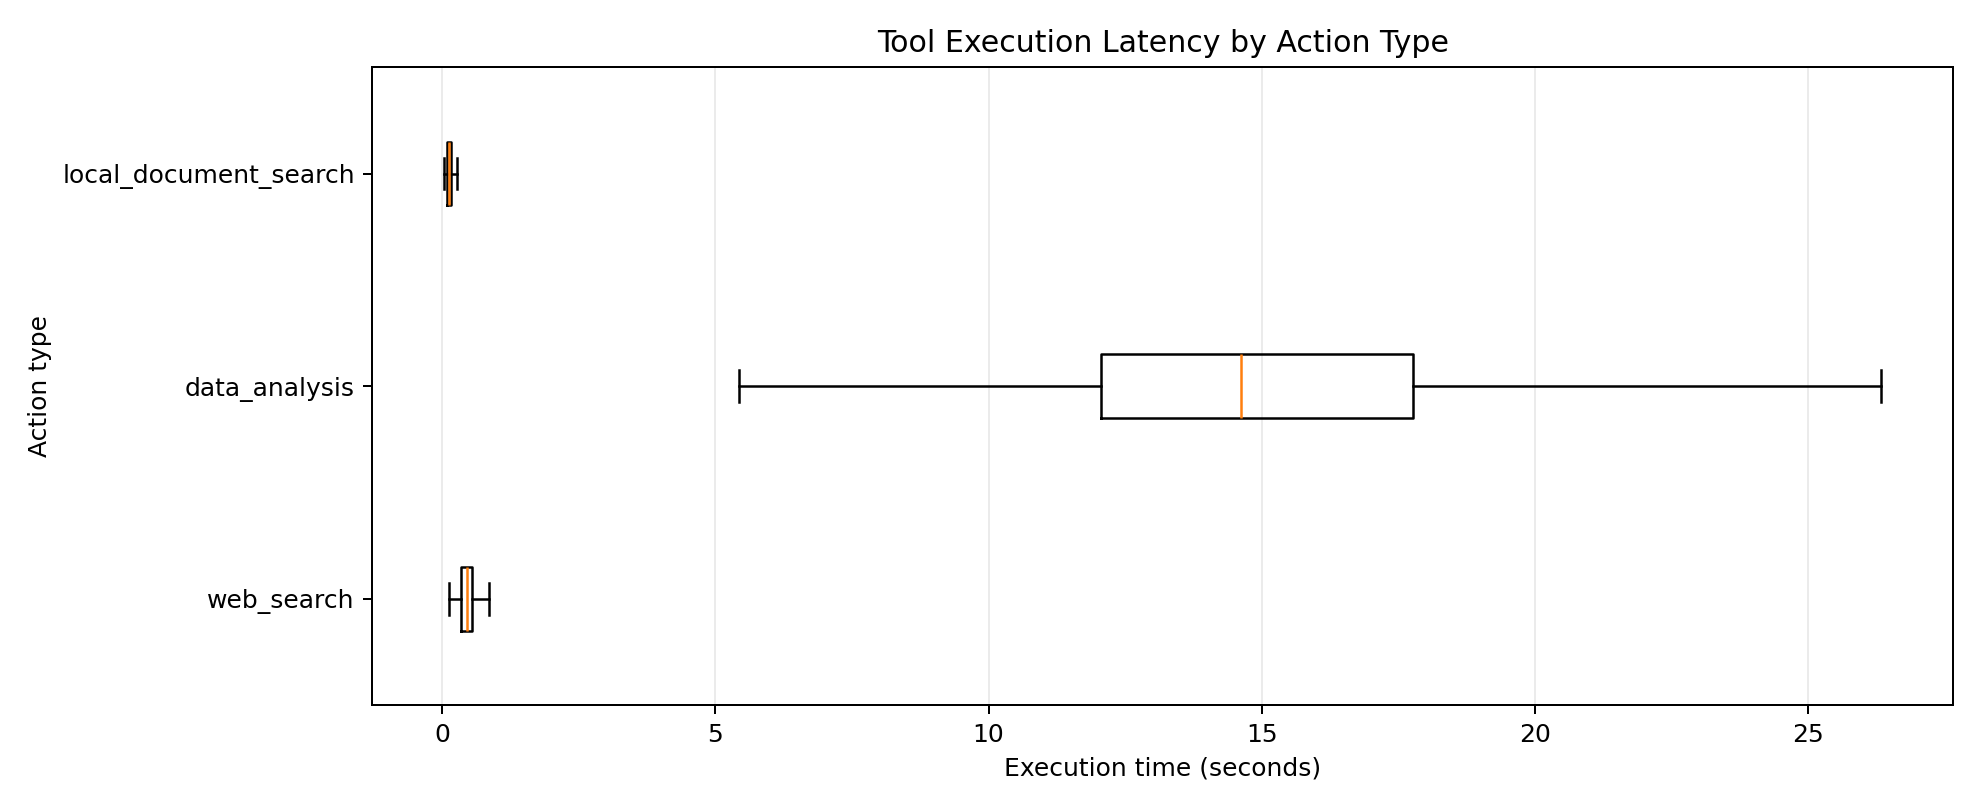 Tool Execution Latency by Action Type
local_document_search
data_analysis
web_search
Action type
0 5 10 15 20 25
Execution time (seconds)